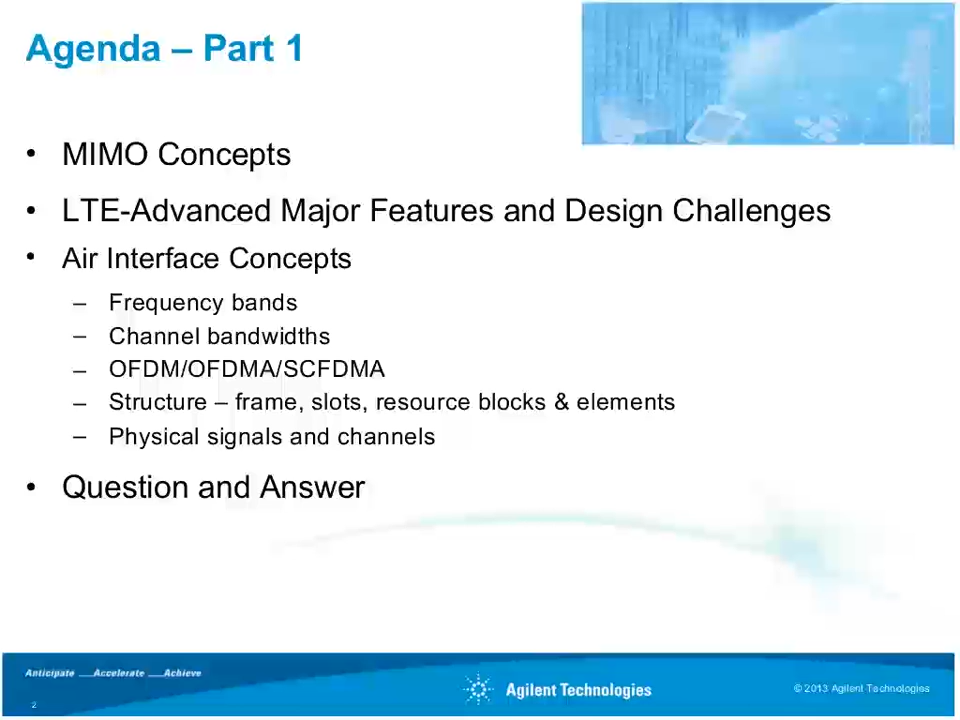 Agenda – Part 1
• MIMO Concepts
• LTE-Advanced Major Features and Design Challenges
• Air Interface Concepts
– Frequency bands
– Channel bandwidths
– OFDM/OFDMA/SCFDMA
– Structure – frame, slots, resource blocks & elements
– Physical signals and channels
• Question and Answer
Anticipate __Accelerate __Achieve
Agilent Technologies
© 2013 Agilent Technologies
2